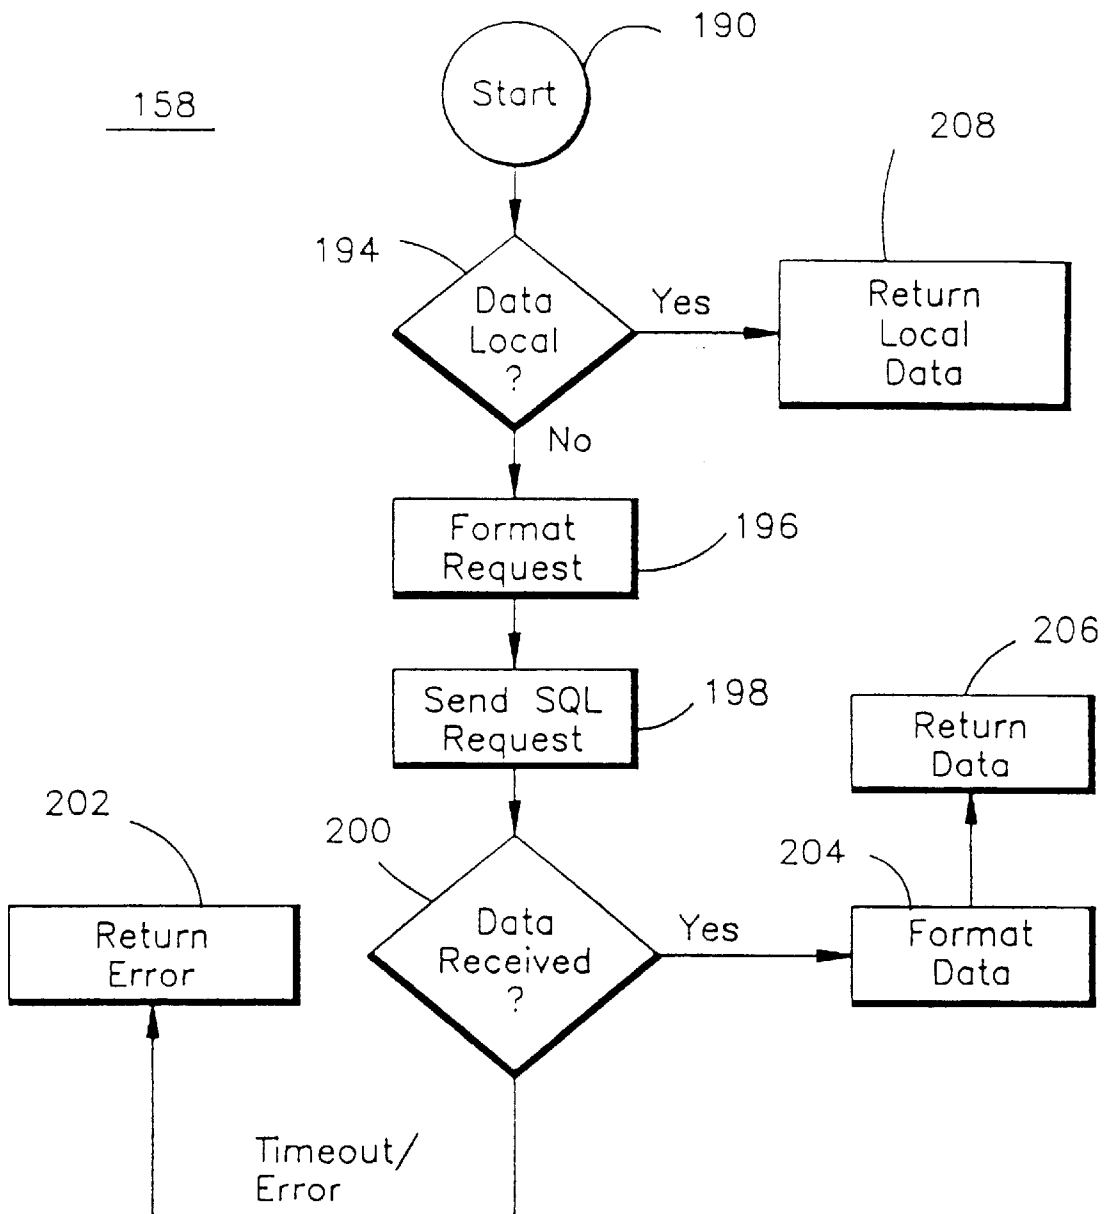 190
Start
158
208
194
Data
Local
?
Yes
Return
Local
Data
No
Format
Request
196
206
Send SQL
Request
198
Return
Data
202
200
204
Return
Error
Data
Received
?
Yes
Format
Data
Timeout/
Error